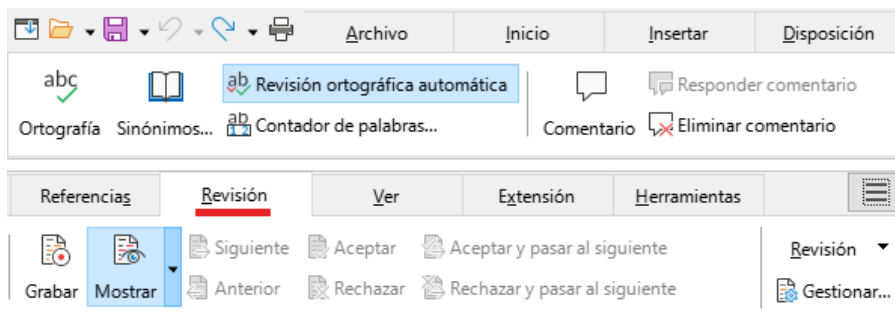 Archivo Inicio Insertar Disposición
abc Revisión ortográfica automática Responder comentario
Ortografía Sinónimos... Contador de palabras... Comentario Eliminar comentario
Referencias Revisión Ver Extensión Herramientas
Siguiente Aceptar Aceptar y pasar al siguiente Revisión
Grabar Mostrar Anterior Rechazar Rechazar y pasar al siguiente Gestionar...